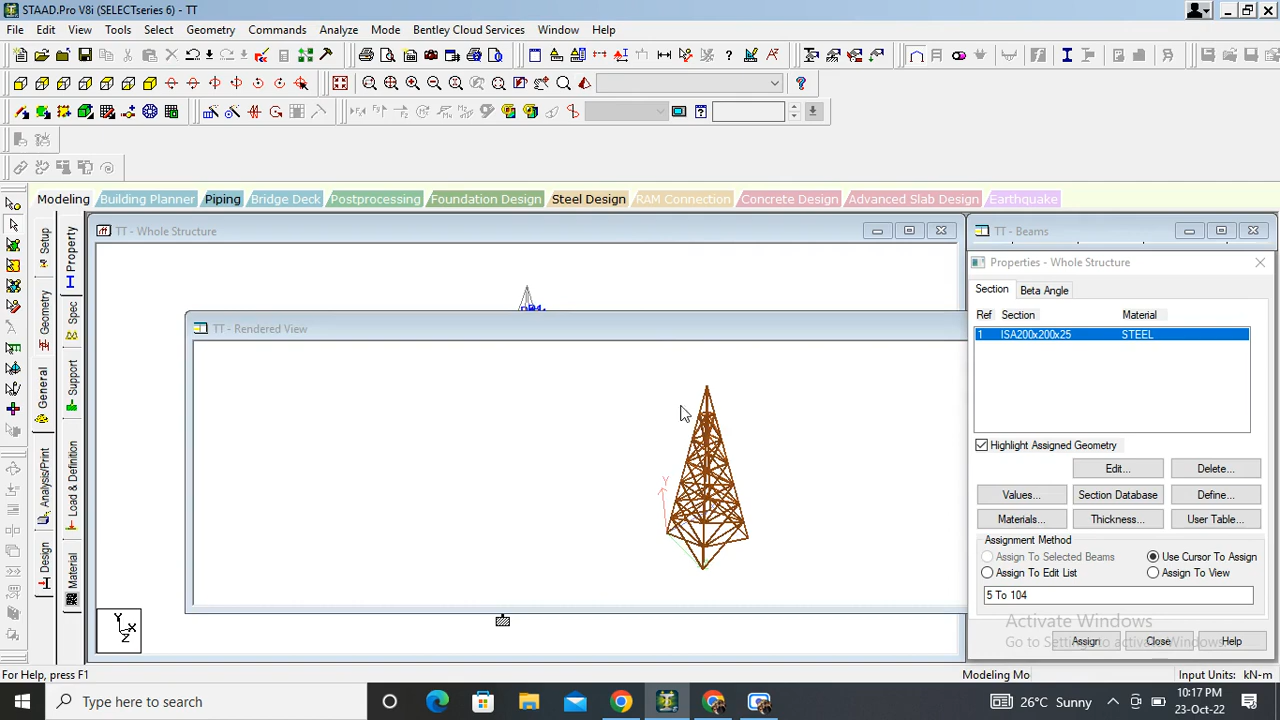 STAAD.Pro V8i (SELECTseries 6) - TT
File Edit View Tools Select Geometry Commands Analyze Mode Bentley Cloud Services Window Help
Modeling Building Planner Piping Bridge Deck Postprocessing Foundation Design Steel Design RAM Connection Concrete Design Advanced Slab Design Earthquake
Setup
Geometry
General
Analysis/Print
Design
Property
Spec
Support
Load & Definition
Material
TT - Whole Structure
TT - Rendered View
Y
Y
X
Z
TT - Beams
Properties - Whole Structure
Section Beta Angle
Ref Section Material
1 ISA200x200x25 STEEL
Highlight Assigned Geometry
Edit... Delete...
Values... Section Database Define...
Materials... Thickness... User Table...
Assignment Method
Assign To Selected Beams Use Cursor To Assign
Assign To Edit List Assign To View
5 To 104
Activate Windows
Go to Settings to activate Windows.
Assign Close Help
For Help, press F1 Modeling Mo Input Units: kN-m
Type here to search
26°C Sunny
10:17 PM
23-Oct-22